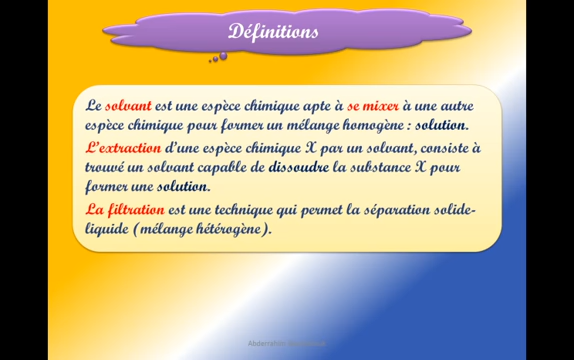 Définitions
Le solvant est une espèce chimique apte à se mixer à une autre
espèce chimique pour former un mélange homogène : solution.
L'extraction d'une espèce chimique X par un solvant, consiste à
trouvé un solvant capable de dissoudre la substance X pour
former une solution.
La filtration est une technique qui permet la séparation solide-
liquide (mélange hétérogène).